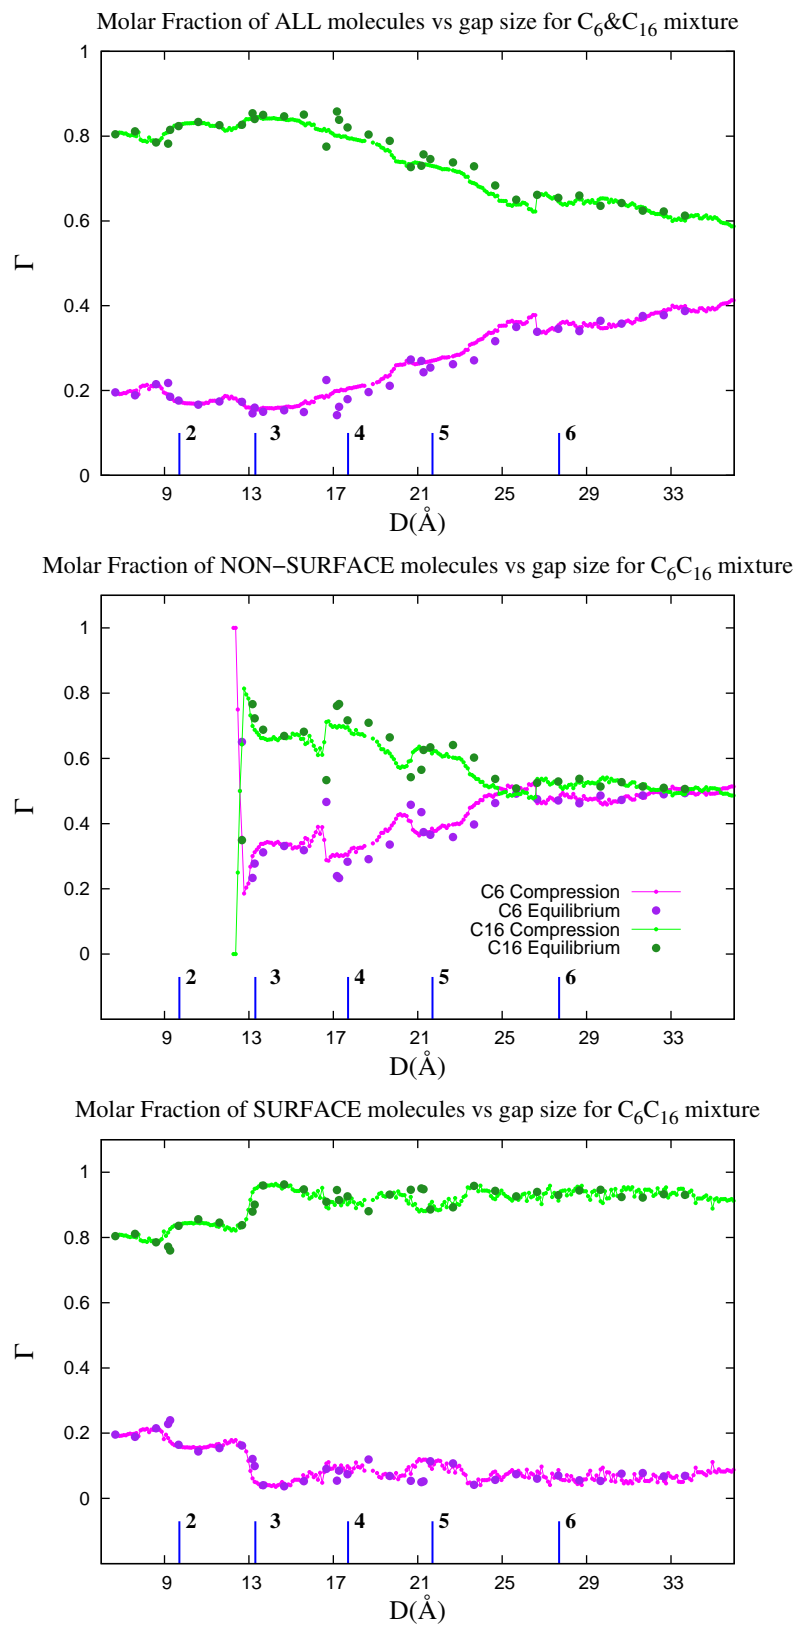 Molar Fraction of ALL molecules vs gap size for C6&C16 mixture
1
0.8
0.6
Γ
0.4
0.2
0
2 3 4 5 6
9 13 17 21 25 29 33
D(Å)
Molar Fraction of NON−SURFACE molecules vs gap size for C6C16 mixture
1
0.8
0.6
Γ
0.4
0.2
0
C6 Compression
C6 Equilibrium
C16 Compression
C16 Equilibrium
2 3 4 5 6
9 13 17 21 25 29 33
D(Å)
Molar Fraction of SURFACE molecules vs gap size for C6C16 mixture
1
0.8
0.6
Γ
0.4
0.2
0
2 3 4 5 6
9 13 17 21 25 29 33
D(Å)